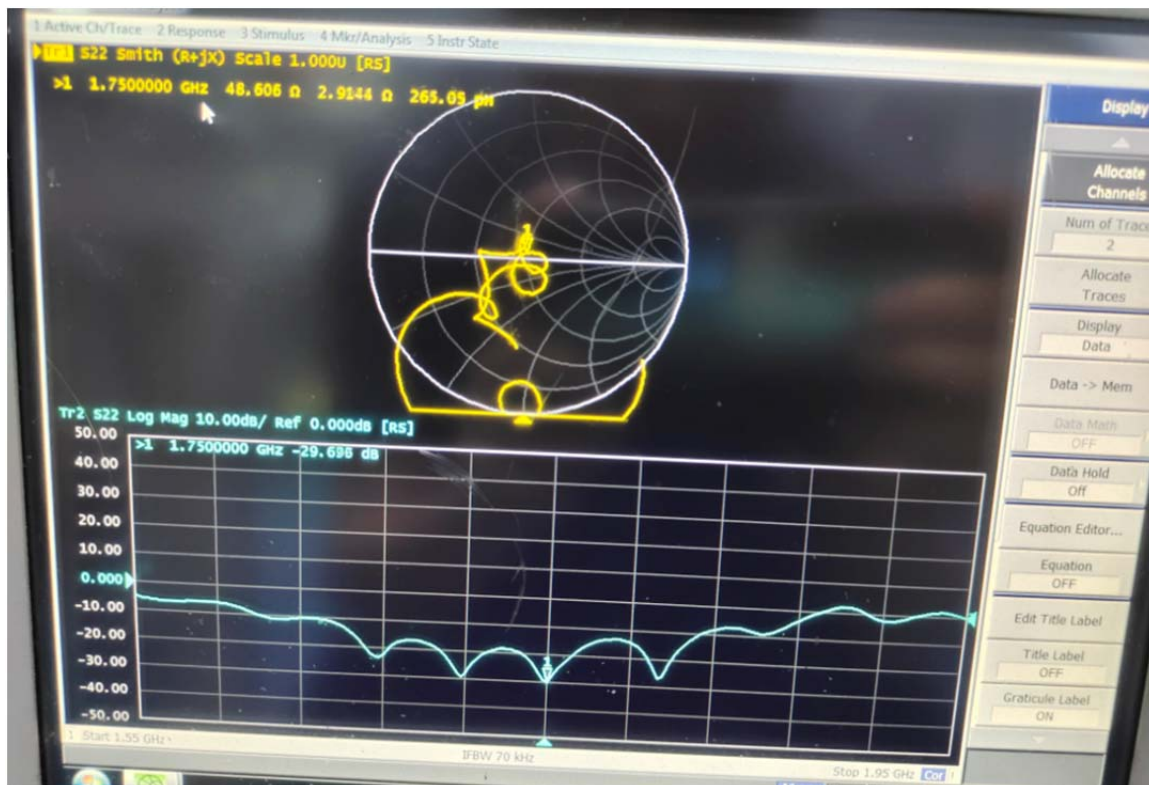 1 Active Ch/Trace 2 Response 3 Stimulus 4 Mkr/Analysis 5 Instr State
Tr1 S22 Smith (R+jX) Scale 1.000U [RS]
>1 1.7500000 GHz 48.606 Ω 2.9144 Ω 265.05 pH
1
Tr2 S22 Log Mag 10.00dB/ Ref 0.000dB [RS]
50.00
>1 1.7500000 GHz -29.696 dB
40.00
30.00
20.00
10.00
0.000
-10.00
-20.00
-30.00
-40.00
-50.00
1
1 Start 1.55 GHz
IFBW 70 kHz
Stop 1.95 GHz Cor
Display
Allocate
Channels
Num of Trace
2
Allocate
Traces
Display
Data
Data -> Mem
Data Math
OFF
Data Hold
Off
Equation Editor...
Equation
OFF
Edit Title Label
Title Label
OFF
Graticule Label
ON